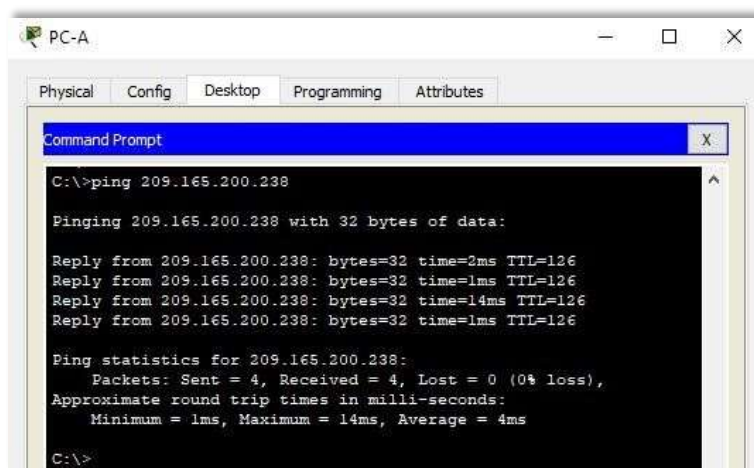 PC-A
Physical Config Desktop Programming Attributes
Command Prompt X
C:\>ping 209.165.200.238
Pinging 209.165.200.238 with 32 bytes of data:
Reply from 209.165.200.238: bytes=32 time=2ms TTL=126
Reply from 209.165.200.238: bytes=32 time=1ms TTL=126
Reply from 209.165.200.238: bytes=32 time=14ms TTL=126
Reply from 209.165.200.238: bytes=32 time=1ms TTL=126
Ping statistics for 209.165.200.238:
Packets: Sent = 4, Received = 4, Lost = 0 (0% loss),
Approximate round trip times in milli-seconds:
Minimum = 1ms, Maximum = 14ms, Average = 4ms
C:\>